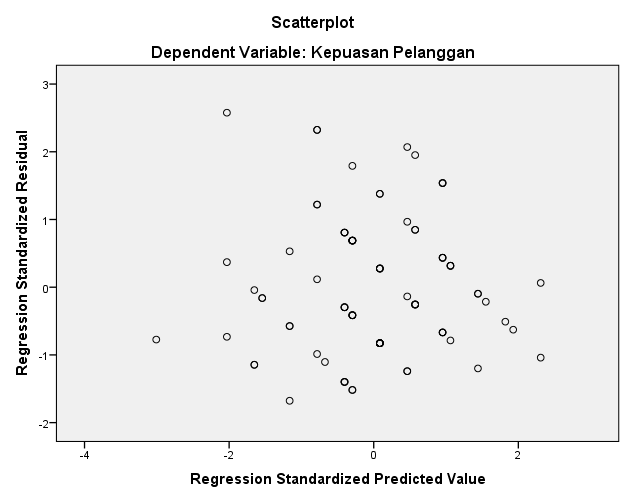 Scatterplot
Dependent Variable: Kepuasan Pelanggan
Regression Standardized Residual
3
2
1
0
-1
-2
-4
-2
0
2
Regression Standardized Predicted Value